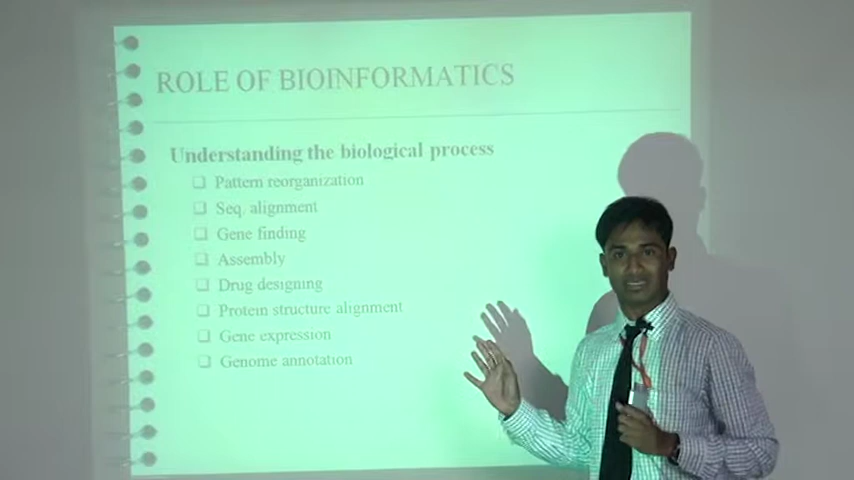 ROLE OF BIOINFORMATICS
Understanding the biological process
Pattern reorganization
Seq. alignment
Gene finding
Assembly
Drug designing
Protein structure alignment
Gene expression
Genome annotation